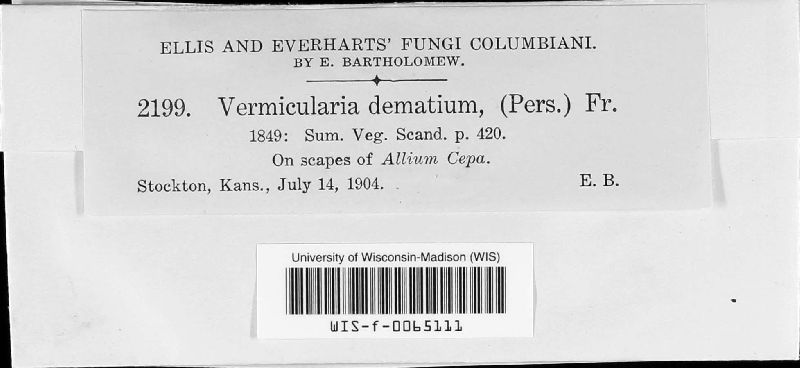 ELLIS AND EVERHARTS' FUNGI COLUMBIANI.
BY E. BARTHOLOMEW.
2199. Vermicularia dematium, (Pers.) Fr.
1849: Sum. Veg. Scand. p. 420.
On scapes of Allium Cepa.
Stockton, Kans., July 14, 1904. E. B.
University of Wisconsin-Madison (WIS)
WIS-f-0065111